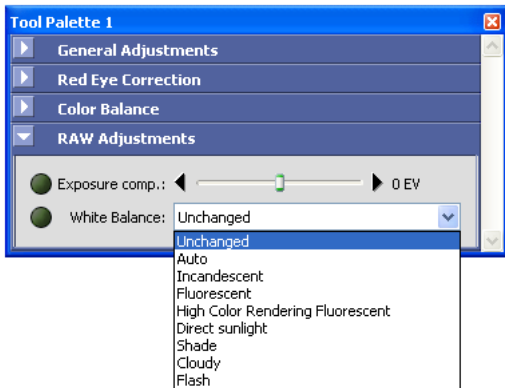 Tool Palette 1
General Adjustments
Red Eye Correction
Color Balance
RAW Adjustments
Exposure comp.: 0 EV
White Balance: Unchanged
Unchanged
Auto
Incandescent
Fluorescent
High Color Rendering Fluorescent
Direct sunlight
Shade
Cloudy
Flash